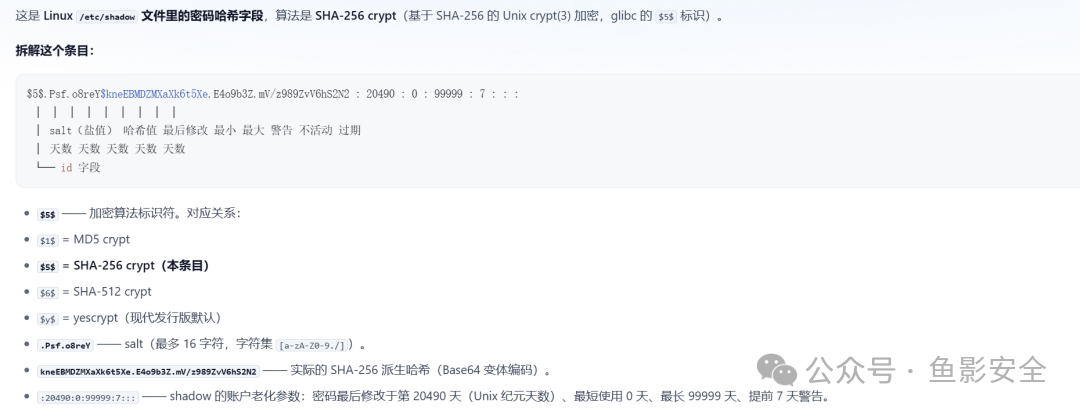 这是 Linux /etc/shadow 文件里的密码哈希字段，算法是 SHA-256 crypt（基于 SHA-256 的 Unix crypt(3) 加密，glibc 的 $5$ 标识）。
拆解这个条目：
$5$.Psf.o8reY$kneEBMDZMXaXk6t5Xe.E4o9b3Z.mV/z989ZvV6hS2N2 : 20490 : 0 : 99999 : 7 : : :
│ │ │ │ │ │ │ │ │
│ salt（盐值） 哈希值 最后修改 最小 最大 警告 不活动 过期
│ 天数 天数 天数 天数 天数
└── id 字段
• $5$ —— 加密算法标识符。对应关系：
• $1$ = MD5 crypt
• $5$ = SHA-256 crypt（本条目）
• $6$ = SHA-512 crypt
• $y$ = yescrypt（现代发行版默认）
• .Psf.o8reY —— salt（最多 16 字符，字符集 [a-zA-Z0-9./]）。
• kneEBMDZMXaXk6t5Xe.E4o9b3Z.mV/z989ZvV6hS2N2 —— 实际的 SHA-256 派生哈希（Base64 变体编码）。
• :20490:0:99999:7::: —— shadow 的账户老化参数：密码最后修改于第 20490 天（Unix 纪元天数）、最短使用 0 天、最长 99999 天、提前 7 天警告。
公众号 · 鱼影安全